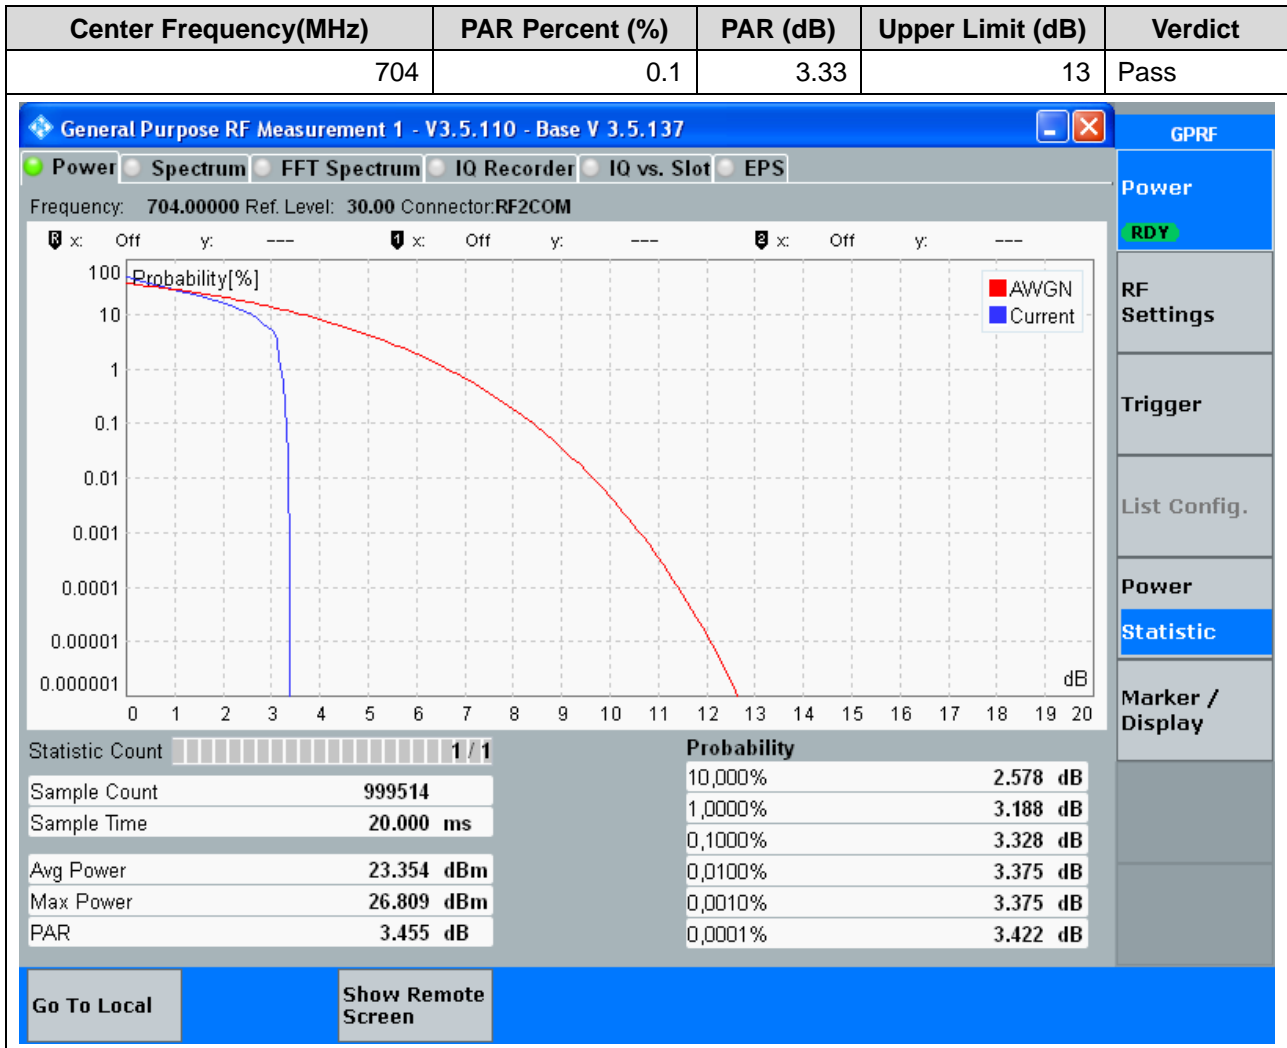 Center Frequency(MHz) PAR Percent (%) PAR (dB) Upper Limit (dB) Verdict
704 0.1 3.33 13 Pass
General Purpose RF Measurement 1 - V3.5.110 - Base V 3.5.137
GPRF
Power Spectrum FFT Spectrum IQ Recorder IQ vs. Slot EPS
Power
RDY
Frequency: 704.00000 Ref. Level: 30.00 Connector:RF2COM
R x: Off y: --- 1 x: Off y: --- 2 x: Off y: ---
Probability[%]
100
10
1
0.1
0.01
0.001
0.0001
0.00001
0.000001
AWGN
Current
dB
0 1 2 3 4 5 6 7 8 9 10 11 12 13 14 15 16 17 18 19 20
RF
Settings
Trigger
List Config.
Power
Statistic
Marker /
Display
Statistic Count 1 / 1
Sample Count 999514
Sample Time 20.000 ms
Avg Power 23.354 dBm
Max Power 26.809 dBm
PAR 3.455 dB
Probability
10,000% 2.578 dB
1,0000% 3.188 dB
0,1000% 3.328 dB
0,0100% 3.375 dB
0,0010% 3.375 dB
0,0001% 3.422 dB
Go To Local
Show Remote
Screen